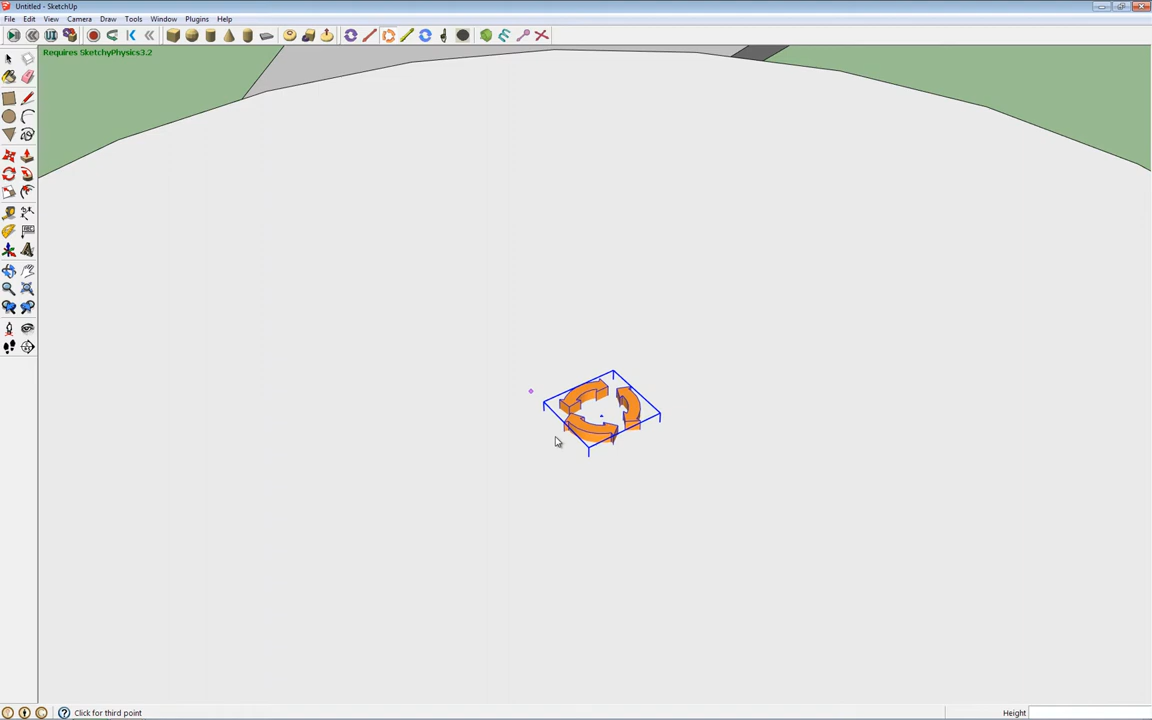 Untitled - SketchUp
File Edit View Camera Draw Tools Window Plugins Help
Requires SketchyPhysics3.2
Click for third point
Height